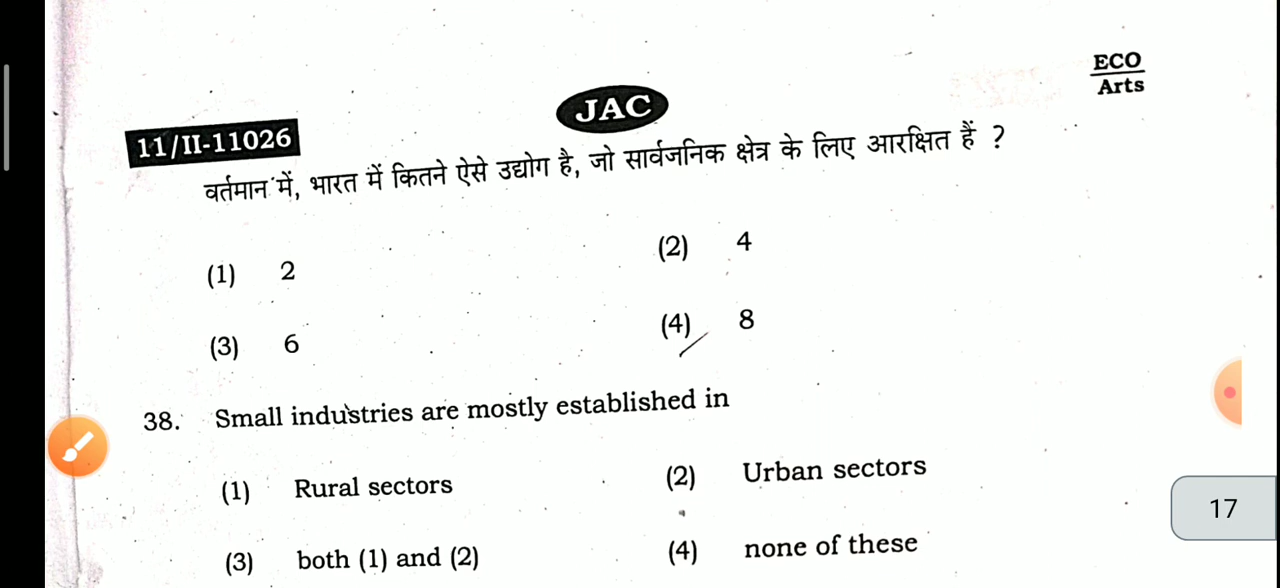 ECO
Arts
JAC
11/II-11026
वर्तमान में, भारत में कितने ऐसे उद्योग है, जो सार्वजनिक क्षेत्र के लिए आरक्षित हैं ?
(1) 2
(2) 4
(3) 6
(4) 8
38. Small industries are mostly established in
(1) Rural sectors
(2) Urban sectors
(3) both (1) and (2)
(4) none of these
17